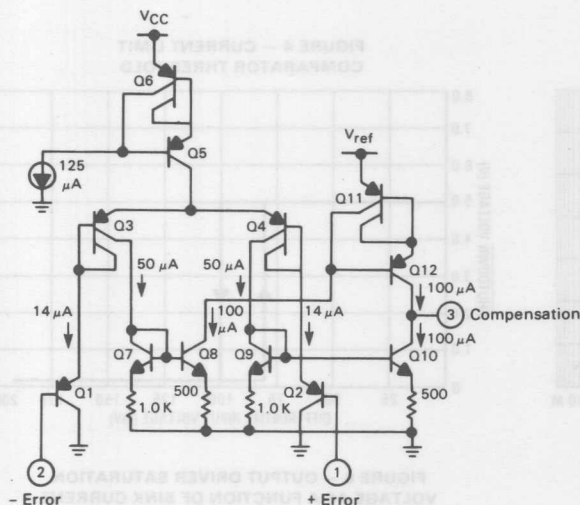 VCC
Q6
Q5
Vref
125
μA
Q3
Q4
Q11
Q12
50 μA
50 μA
100 μA
14 μA
100
μA
14 μA
3 Compensation
100 μA
Q7
Q8
Q9
Q10
Q1
500
Q2
500
1.0 K
1.0 K
2
1
– Error
+ Error